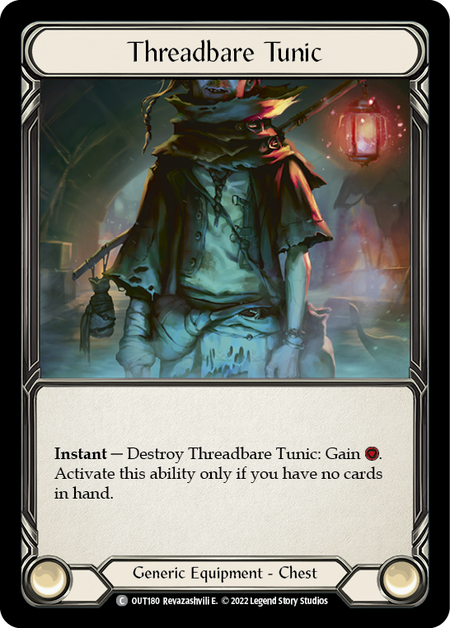 Threadbare Tunic
Instant — Destroy Threadbare Tunic: Gain .
Activate this ability only if you have no cards
in hand.
Generic Equipment - Chest
C OUT180 Revazashvili E. © 2022 Legend Story Studios